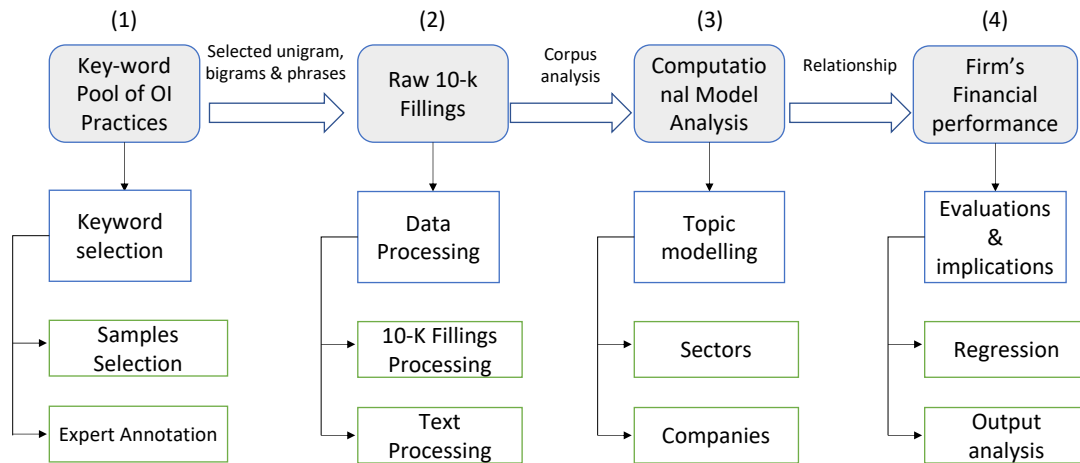 (1)
(2)
(3)
(4)
Key-word
Pool of OI
Practices
Selected unigram,
bigrams & phrases
Raw 10-k
Fillings
Corpus
analysis
Computatio
nal Model
Analysis
Relationship
Firm's
Financial
performance
Keyword
selection
Data
Processing
Topic
modelling
Evaluations
&
implications
Samples
Selection
10-K Fillings
Processing
Sectors
Regression
Expert Annotation
Text
Processing
Companies
Output
analysis